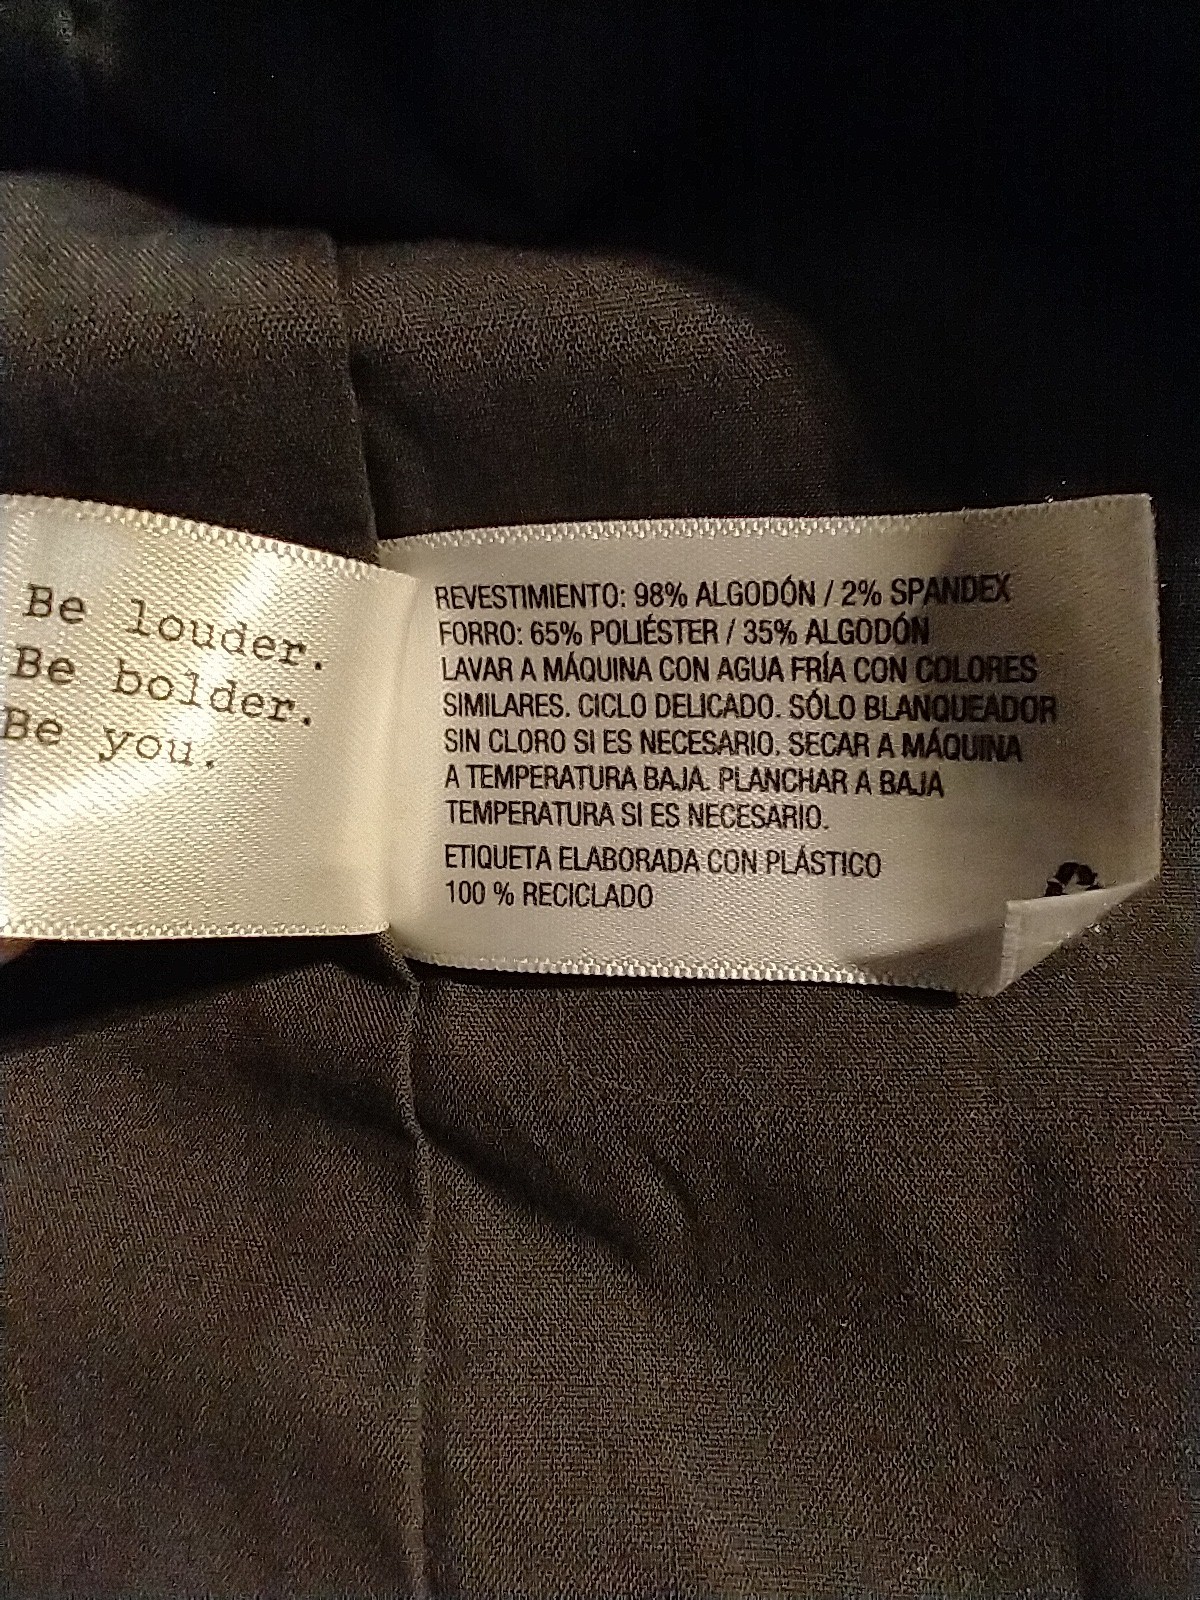 Be louder.
Be bolder.
Be you.
REVESTIMIENTO: 98% ALGODÓN / 2% SPANDEX
FORRO: 65% POLIÉSTER / 35% ALGODÓN
LAVAR A MÁQUINA CON AGUA FRÍA CON COLORES
SIMILARES. CICLO DELICADO. SÓLO BLANQUEADOR
SIN CLORO SI ES NECESARIO. SECAR A MÁQUINA
A TEMPERATURA BAJA. PLANCHAR A BAJA
TEMPERATURA SI ES NECESARIO.
ETIQUETA ELABORADA CON PLÁSTICO
100 % RECICLADO